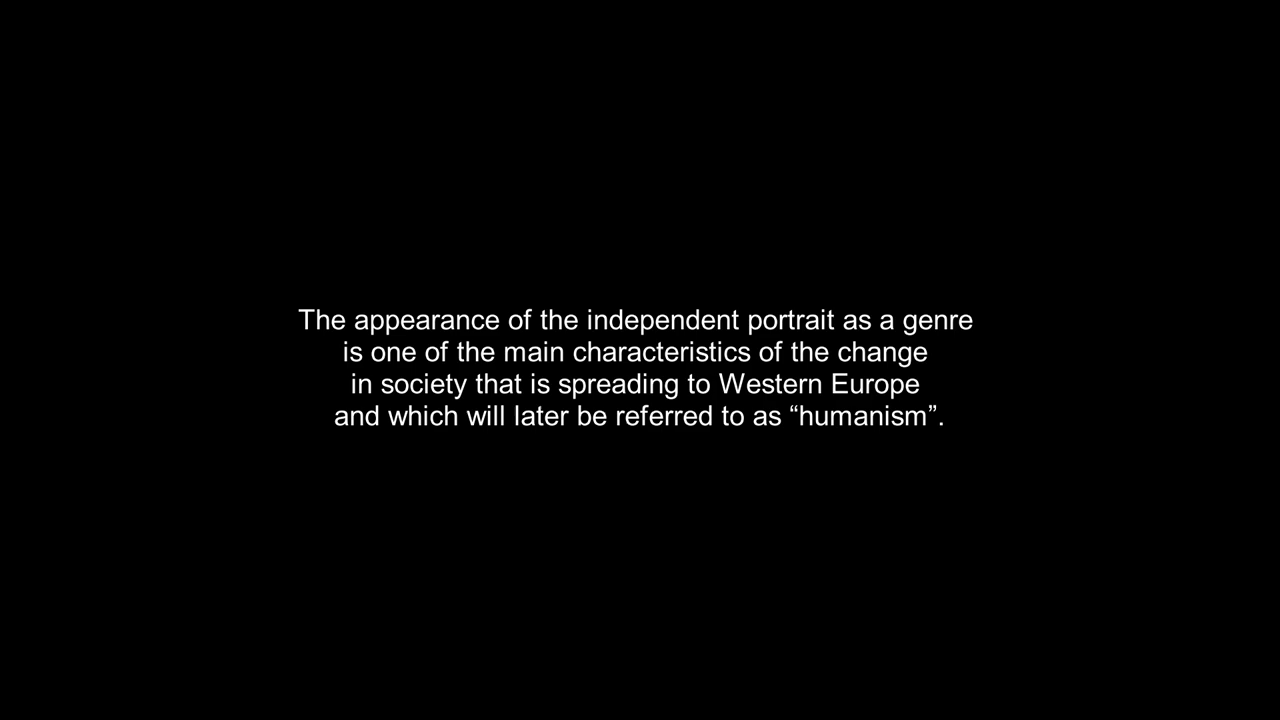 The appearance of the independent portrait as a genre
is one of the main characteristics of the change
in society that is spreading to Western Europe
and which will later be referred to as “humanism”.